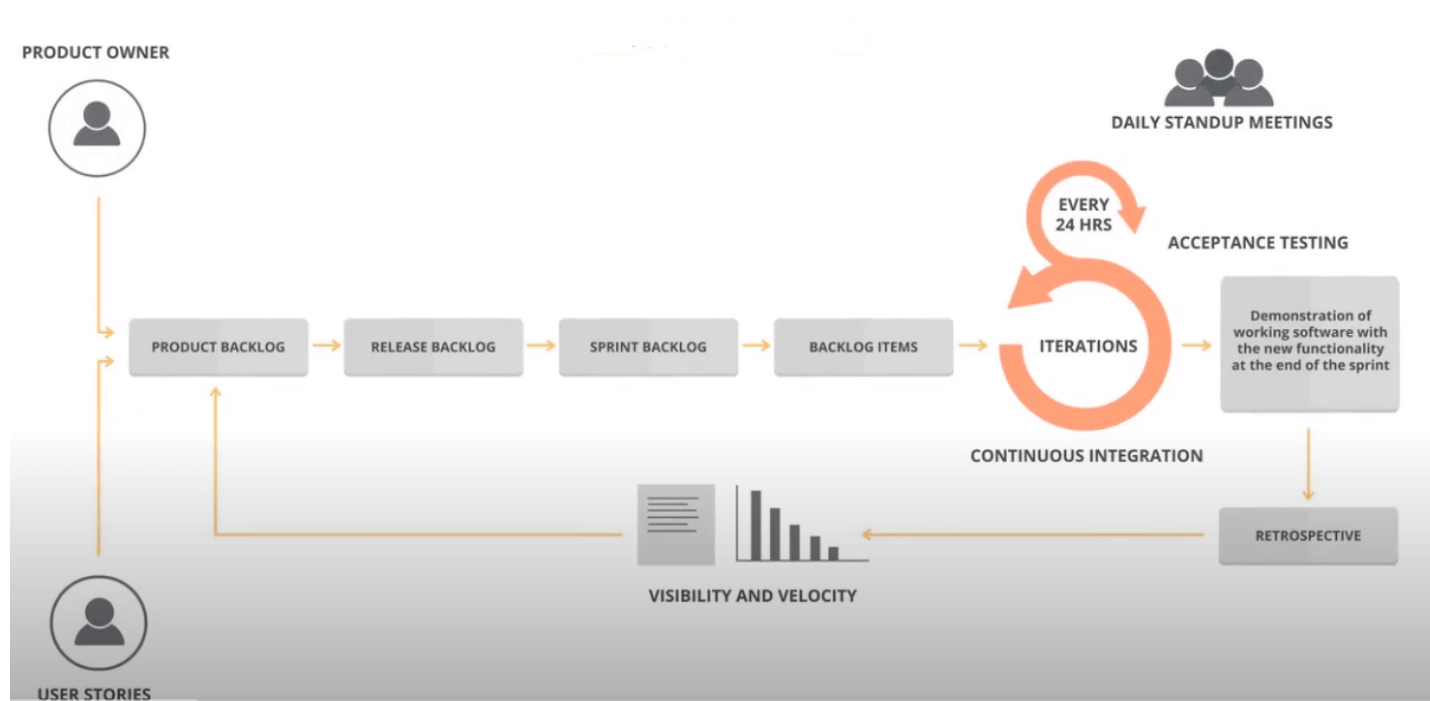 PRODUCT OWNER
DAILY STANDUP MEETINGS
EVERY
24 HRS
ACCEPTANCE TESTING
PRODUCT BACKLOG
RELEASE BACKLOG
SPRINT BACKLOG
BACKLOG ITEMS
ITERATIONS
Demonstration of
working software with
the new functionality
at the end of the sprint
CONTINUOUS INTEGRATION
RETROSPECTIVE
VISIBILITY AND VELOCITY
USER STORIES